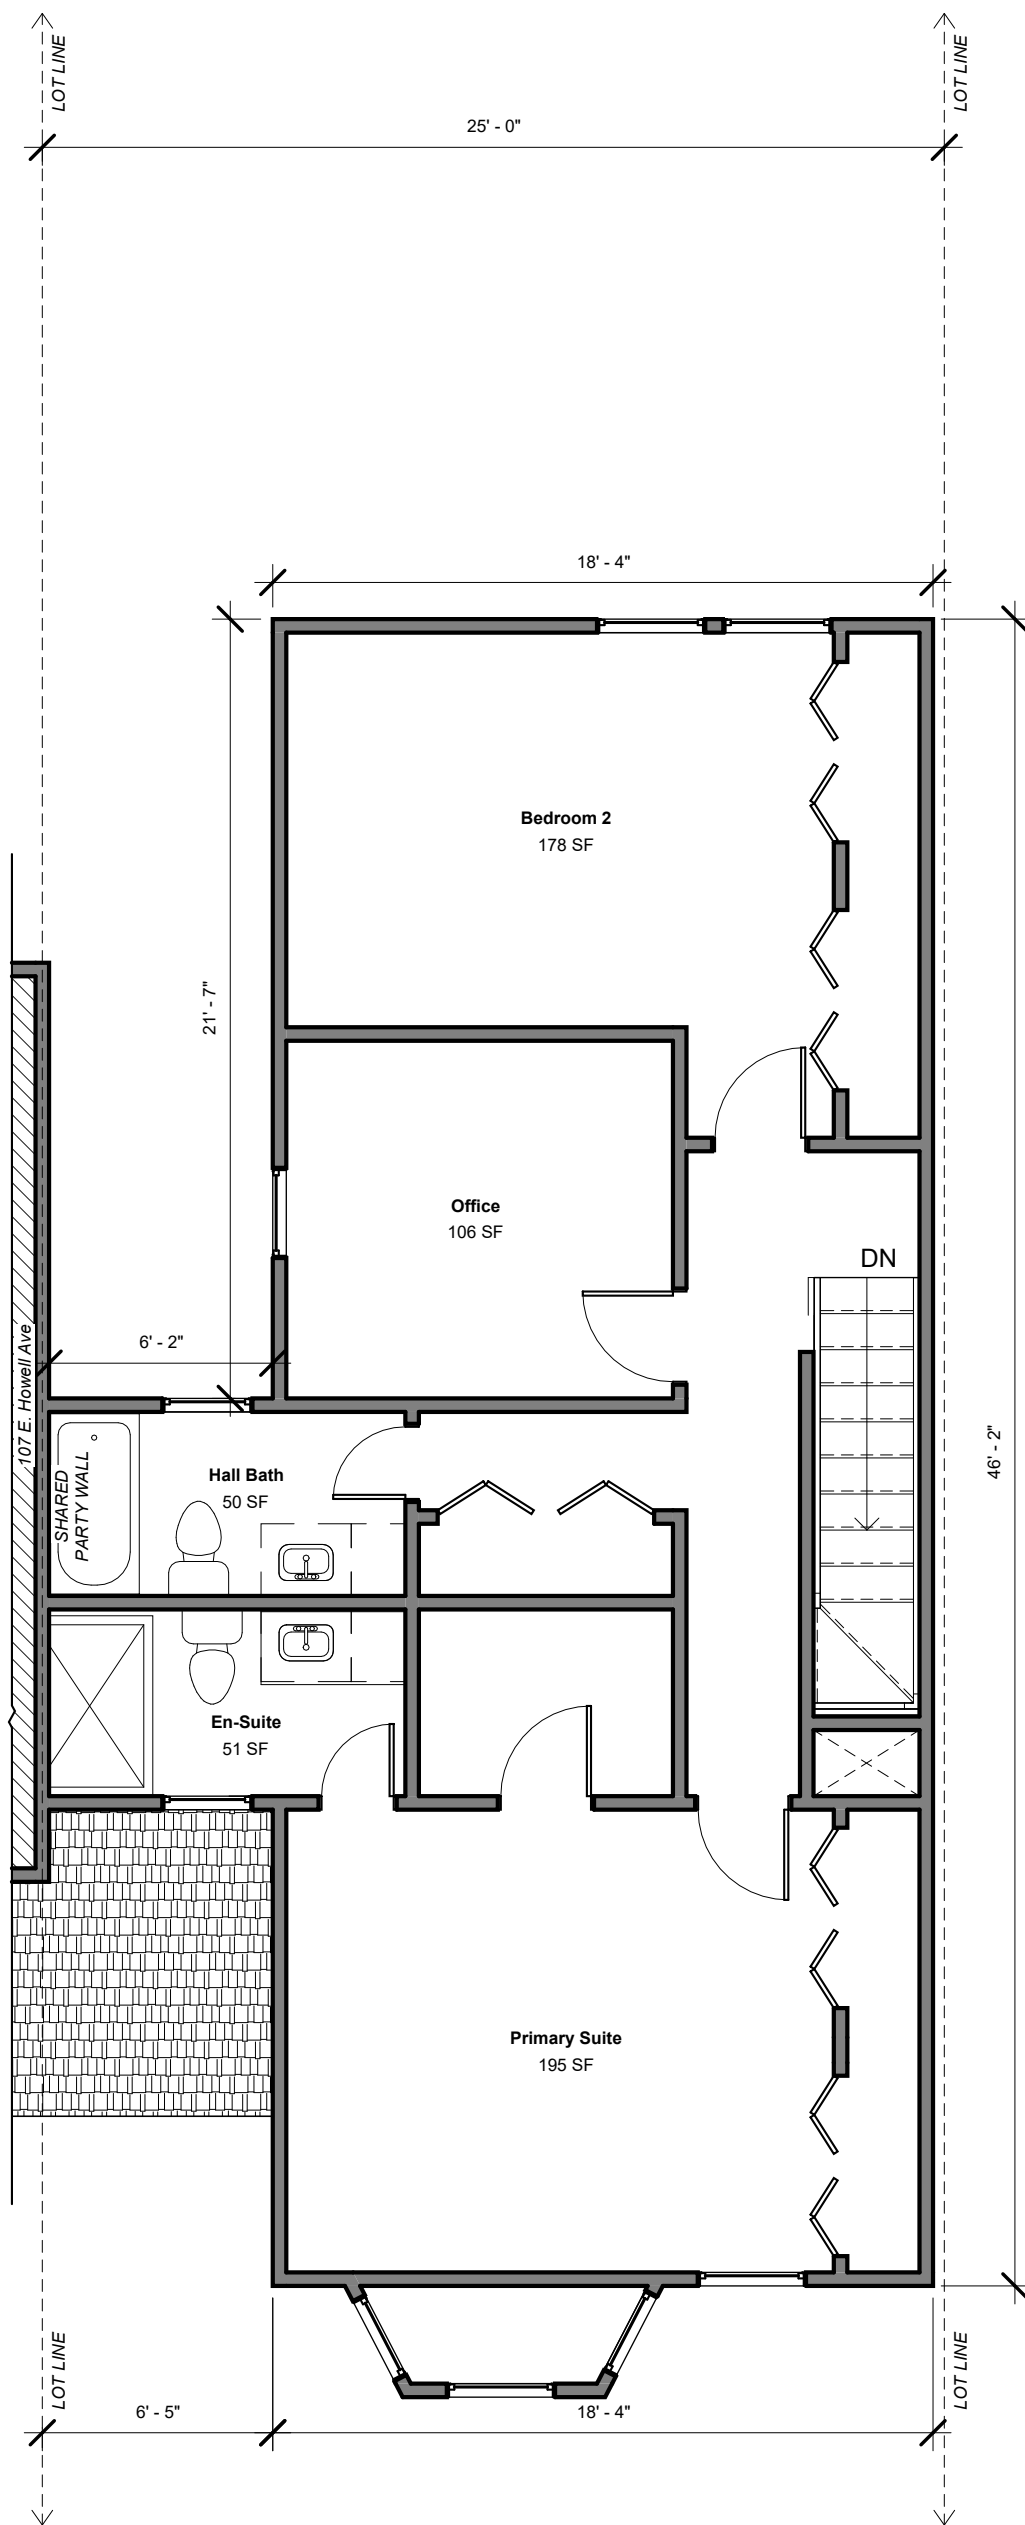 LOT LINE
LOT LINE
25' - 0"
18' - 4"
Bedroom 2
178 SF
21' - 7"
Office
106 SF
DN
6' - 2"
107 E. Howell Ave
46' - 2"
SHARED
PARTY WALL
Hall Bath
50 SF
En-Suite
51 SF
Primary Suite
195 SF
LOT LINE
LOT LINE
6' - 5"
18' - 4"